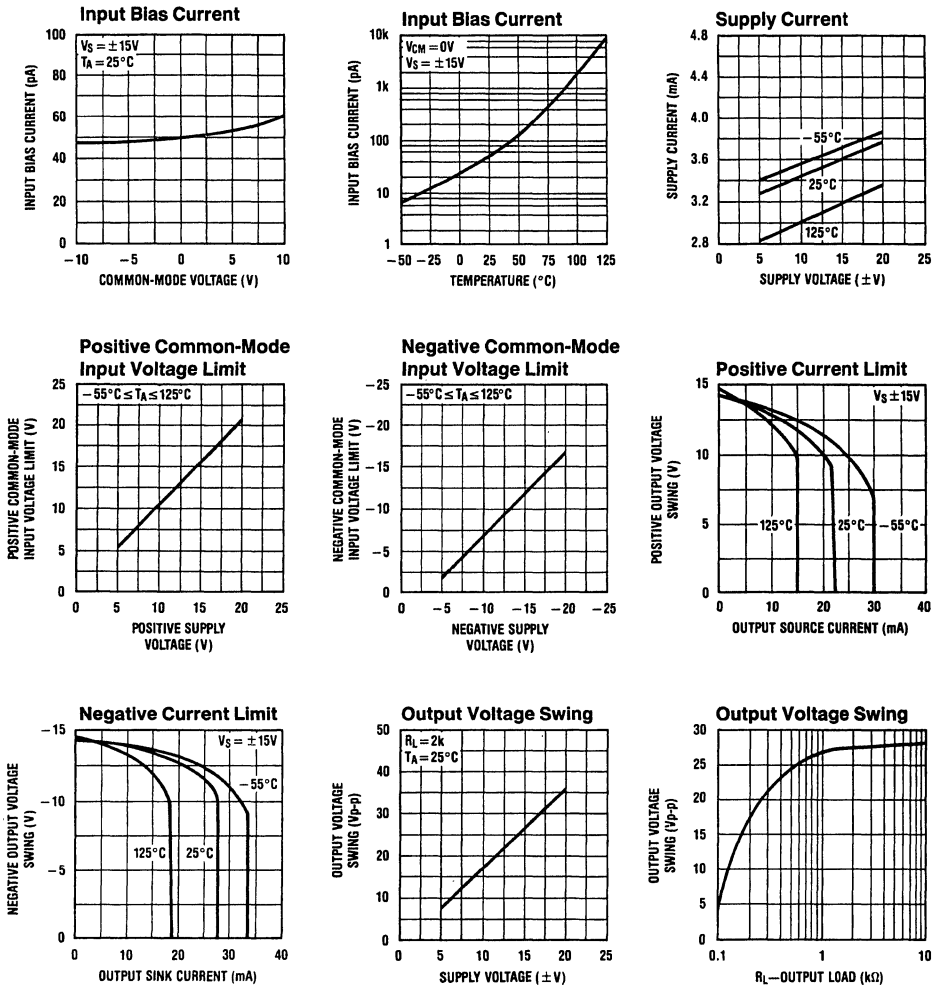 Input Bias Current
INPUT BIAS CURRENT (pA)
100
80
60
40
20
0
VS = ±15V
TA = 25°C
−10 −5 0 5 10
COMMON-MODE VOLTAGE (V)
Input Bias Current
INPUT BIAS CURRENT (pA)
10k
1k
100
10
1
VCM = 0V
VS = ±15V
−50 −25 0 25 50 75 100 125
TEMPERATURE (°C)
Supply Current
SUPPLY CURRENT (mA)
4.8
4.4
4.0
3.6
3.2
2.8
−55°C
25°C
125°C
0 5 10 15 20 25
SUPPLY VOLTAGE (±V)
Positive Common-Mode
Input Voltage Limit
POSITIVE COMMON-MODE
INPUT VOLTAGE LIMIT (V)
25
20
15
10
5
0
−55°C ≤ TA ≤ 125°C
0 5 10 15 20 25
POSITIVE SUPPLY
VOLTAGE (V)
Negative Common-Mode
Input Voltage Limit
NEGATIVE COMMON-MODE
INPUT VOLTAGE LIMIT (V)
−25
−20
−15
−10
−5
0
−55°C ≤ TA ≤ 125°C
0 −5 −10 −15 −20 −25
NEGATIVE SUPPLY
VOLTAGE (V)
Positive Current Limit
POSITIVE OUTPUT VOLTAGE
SWING (V)
15
10
5
0
VS ±15V
125°C 25°C −55°C
0 10 20 30 40
OUTPUT SOURCE CURRENT (mA)
Negative Current Limit
NEGATIVE OUTPUT VOLTAGE
SWING (V)
−15
−10
−5
0
VS = ±15V
−55°C
125°C 25°C
0 10 20 30 40
OUTPUT SINK CURRENT (mA)
Output Voltage Swing
OUTPUT VOLTAGE
SWING (Vp-p)
50
40
30
20
10
0
RL = 2k
TA = 25°C
0 5 10 15 20 25
SUPPLY VOLTAGE (±V)
Output Voltage Swing
OUTPUT VOLTAGE
SWING (Vp-p)
30
20
10
0
0.1 1 10
RL—OUTPUT LOAD (kΩ)